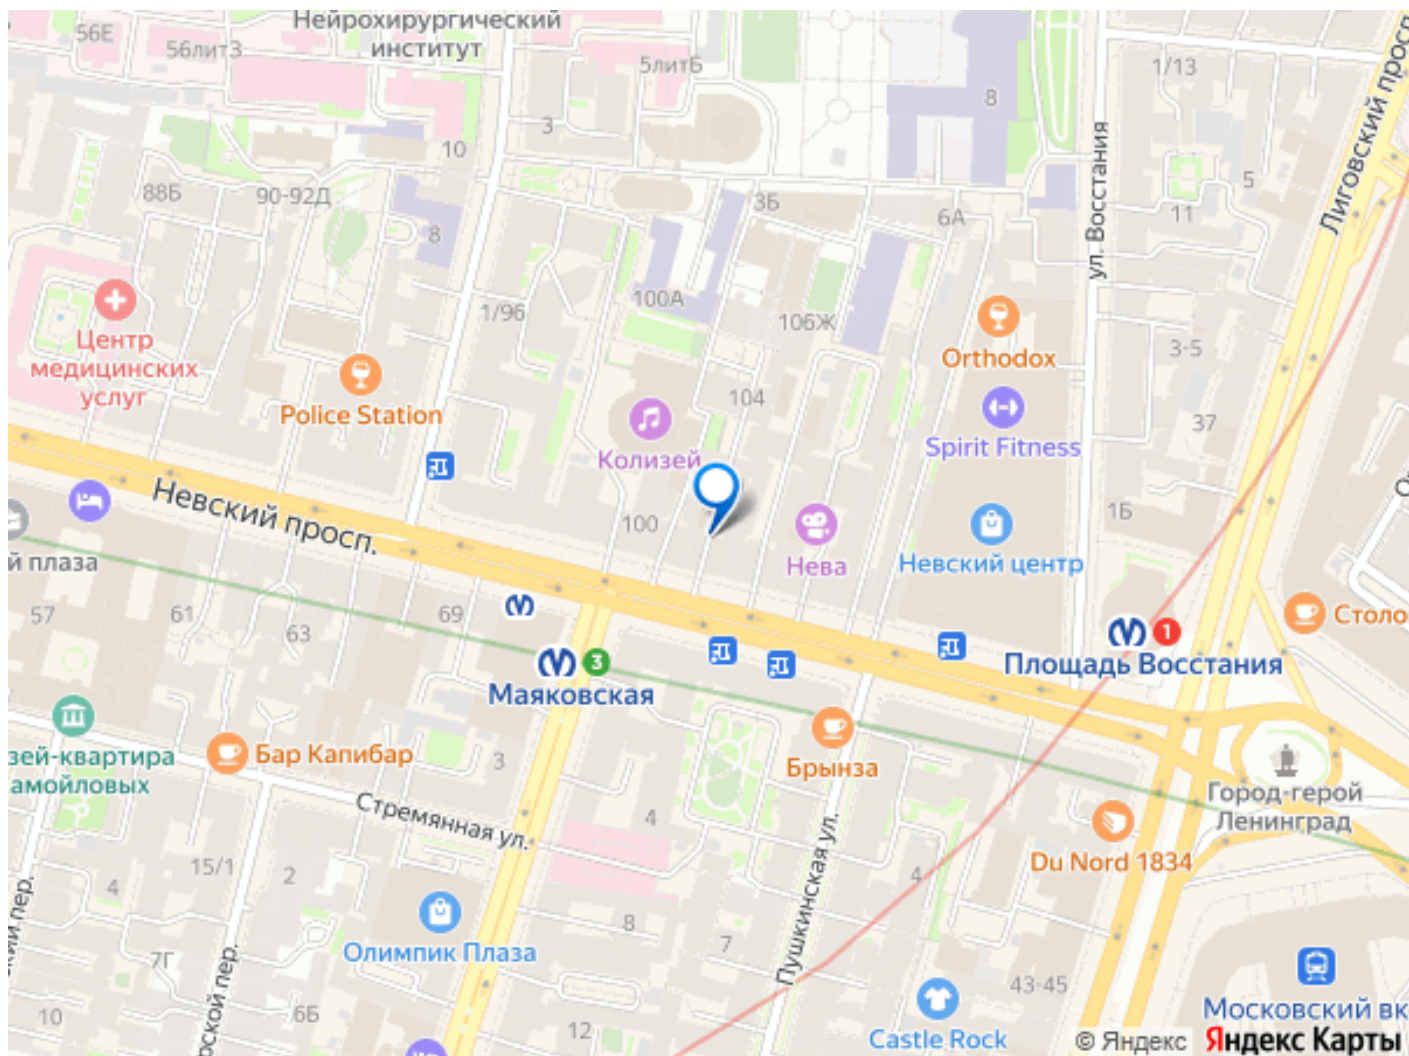 Нейрохирургический
институт
56Е
56литЗ
5литБ
1/13
8
3
10
88Б
90-92Д
3Б
6А
5
11
8
ул. Восстания
Лиговский просп
1/96
100А
106Ж
3-5
Центр
медицинских
услуг
Police Station
Orthodox
104
Spirit Fitness
37
Колизей
Невский просп.
100
Нева
Невский центр
1Б
й плаза
57
61
63
69
Столо
1
Площадь Восстания
3
Маяковская
зей-квартира
амойловых
Бар Капибар
3
Брынза
Город-герой
Ленинград
Стремянная ул.
4
Du Nord 1834
15/1
2
4
4
Пушкинская ул.
Олимпик Плаза
8
7
7Г
ский пер.
рской пер.
43-45
Московский вк
10
6Б
12
Castle Rock
© Яндекс Яндекс Карты